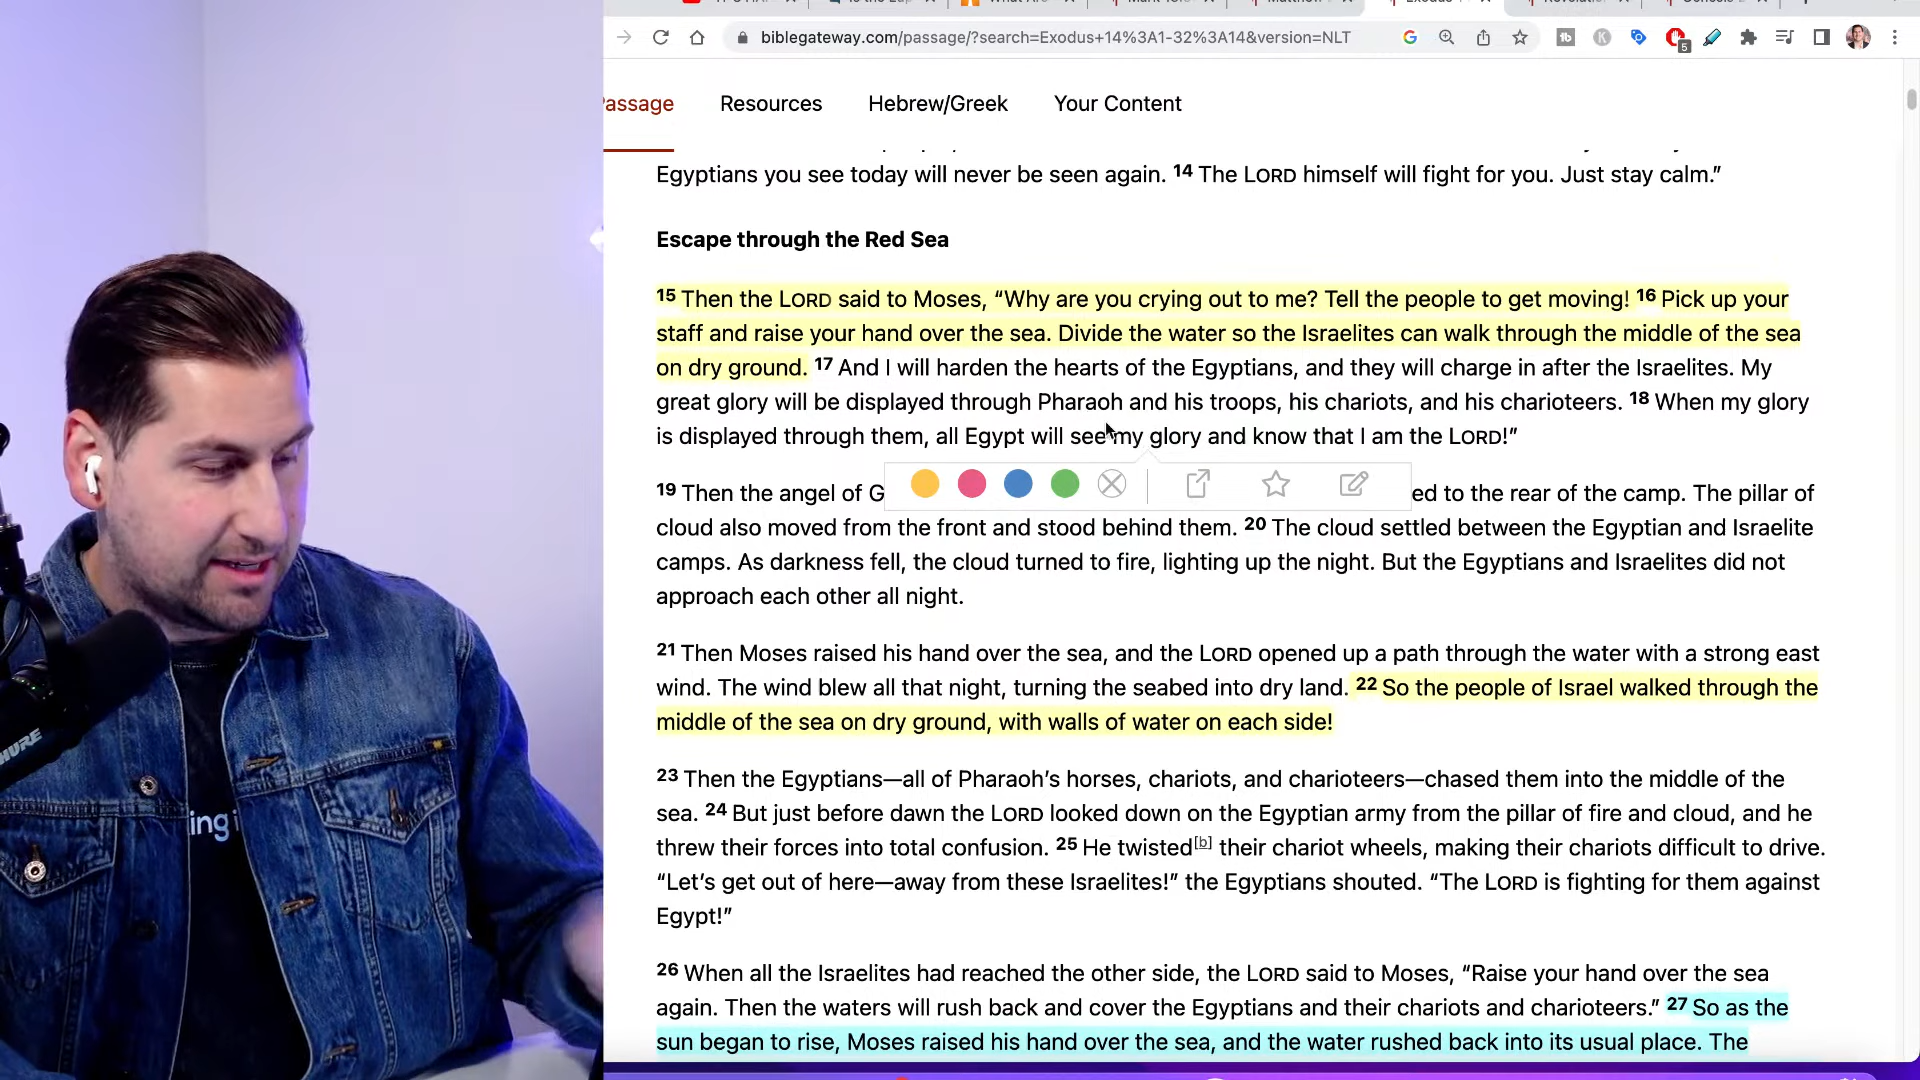 biblegateway.com/passage/?search=Exodus+14%3A1-32%3A14&version=NLT
5
Passage Resources Hebrew/Greek Your Content
Egyptians you see today will never be seen again. 14 The LORD himself will fight for you. Just stay calm.”
Escape through the Red Sea
15 Then the LORD said to Moses, “Why are you crying out to me? Tell the people to get moving! 16 Pick up your
staff and raise your hand over the sea. Divide the water so the Israelites can walk through the middle of the sea
on dry ground. 17 And I will harden the hearts of the Egyptians, and they will charge in after the Israelites. My
great glory will be displayed through Pharaoh and his troops, his chariots, and his charioteers. 18 When my glory
is displayed through them, all Egypt will see my glory and know that I am the LORD!”
19 Then the angel of G ed to the rear of the camp. The pillar of
cloud also moved from the front and stood behind them. 20 The cloud settled between the Egyptian and Israelite
camps. As darkness fell, the cloud turned to fire, lighting up the night. But the Egyptians and Israelites did not
approach each other all night.
21 Then Moses raised his hand over the sea, and the LORD opened up a path through the water with a strong east
wind. The wind blew all that night, turning the seabed into dry land. 22 So the people of Israel walked through the
middle of the sea on dry ground, with walls of water on each side!
23 Then the Egyptians—all of Pharaoh’s horses, chariots, and charioteers—chased them into the middle of the
sea. 24 But just before dawn the LORD looked down on the Egyptian army from the pillar of fire and cloud, and he
threw their forces into total confusion. 25 He twisted[b] their chariot wheels, making their chariots difficult to drive.
“Let’s get out of here—away from these Israelites!” the Egyptians shouted. “The LORD is fighting for them against
Egypt!”
26 When all the Israelites had reached the other side, the LORD said to Moses, “Raise your hand over the sea
again. Then the waters will rush back and cover the Egyptians and their chariots and charioteers.” 27 So as the
sun began to rise, Moses raised his hand over the sea, and the water rushed back into its usual place. The
SHURE
ing i